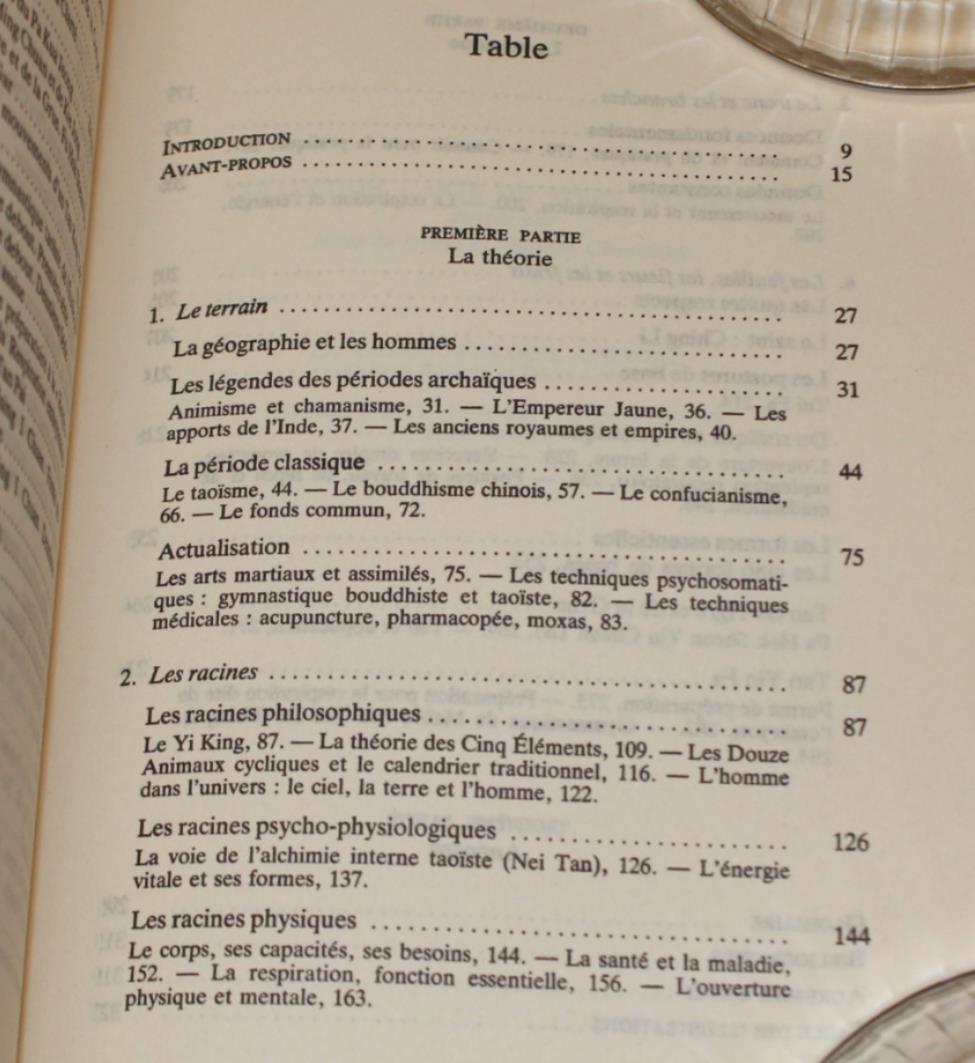 Table
INTRODUCTION ........................................ 9
AVANT-PROPOS ........................................ 15
PREMIÈRE PARTIE
La théorie
1. Le terrain ........................................ 27
La géographie et les hommes ........................................ 27
Les légendes des périodes archaïques ........................................ 31
Animisme et chamanisme, 31. — L'Empereur Jaune, 36. — Les
apports de l'Inde, 37. — Les anciens royaumes et empires, 40.
La période classique ........................................ 44
Le taoïsme, 44. — Le bouddhisme chinois, 57. — Le confucianisme,
66. — Le fonds commun, 72.
Actualisation ........................................ 75
Les arts martiaux et assimilés, 75. — Les techniques psychosomati-
ques : gymnastique bouddhiste et taoïste, 82. — Les techniques
médicales : acupuncture, pharmacopée, moxas, 83.
2. Les racines ........................................ 87
Les racines philosophiques ........................................ 87
Le Yi King, 87. — La théorie des Cinq Éléments, 109. — Les Douze
Animaux cycliques et le calendrier traditionnel, 116. — L'homme
dans l'univers : le ciel, la terre et l'homme, 122.
Les racines psycho-physiologiques ........................................ 126
La voie de l'alchimie interne taoïste (Nei Tan), 126. — L'énergie
vitale et ses formes, 137.
Les racines physiques ........................................ 144
Le corps, ses capacités, ses besoins, 144. — La santé et la maladie,
152. — La respiration, fonction essentielle, 156. — L'ouverture
physique et mentale, 163.